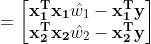 = [ x₁ᵀx₁ŵ₁ − x₁ᵀy
x₂ᵀx₂ŵ₂ − x₂ᵀy ]